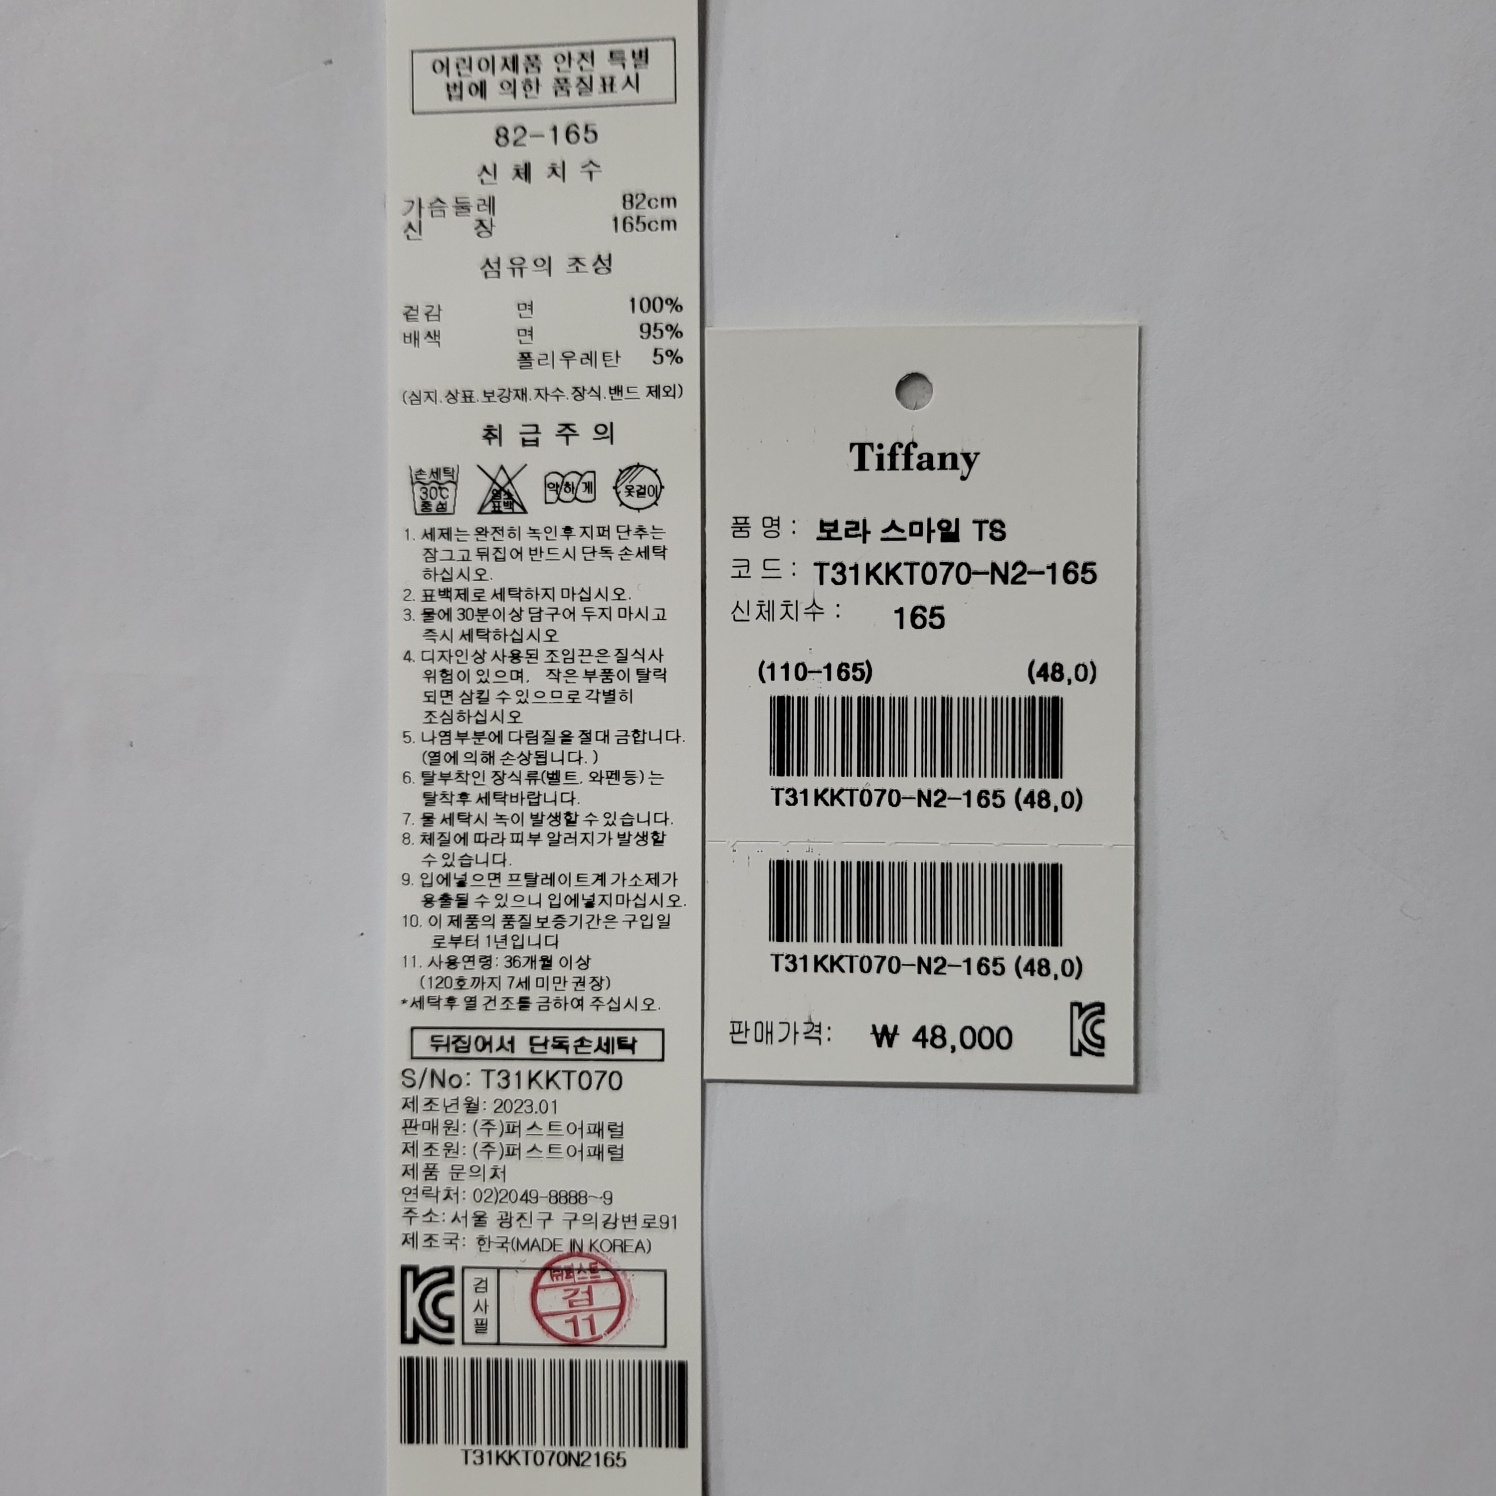 어린이제품 안전 특별
법에 의한 품질표시
82-165
신체치수
가슴둘레 82cm
신 장 165cm
섬유의 조성
겉감 면 100%
배색 면 95%
폴리우레탄 5%
(심지.상표.보강재.자수.장식.밴드 제외)
취급주의
손세탁 30℃ 중성
염소 표백
약하게
옷걸이
1. 세제는 완전히 녹인후 지퍼 단추는
잠그고 뒤집어 반드시 단독 손세탁
하십시오.
2. 표백제로 세탁하지 마십시오.
3. 물에 30분이상 담구어 두지 마시고
즉시 세탁하십시오
4. 디자인상 사용된 조임끈은 질식사
위험이 있으며, 작은 부품이 탈락
되면 삼킬 수 있으므로 각별히
조심하십시오
5. 나염부분에 다림질을 절대 금합니다.
(열에 의해 손상됩니다. )
6. 탈부착인 장식류(벨트, 와펜등) 는
탈착후 세탁바랍니다.
7. 물 세탁시 녹이 발생할 수 있습니다.
8. 체질에 따라 피부 알러지가 발생할
수 있습니다.
9. 입에넣으면 프탈레이트계 가소제가
용출될 수 있으니 입에넣지마십시오.
10. 이 제품의 품질보증기간은 구입일
로부터 1년입니다
11. 사용연령: 36개월 이상
(120호까지 7세 미만 권장)
*세탁후 열 건조를 금하여 주십시오.
뒤집어서 단독손세탁
S/No: T31KKT070
제조년월: 2023.01
판매원: (주)퍼스트어패럴
제조원: (주)퍼스트어패럴
제품 문의처
연락처: 02)2049-8888~9
주소: 서울 광진구 구의강변로91
제조국: 한국(MADE IN KOREA)
KC
검사필
㈜퍼스트
검
11
T31KKT070N2165
Tiffany
품 명 : 보라 스마일 TS
코 드 : T31KKT070-N2-165
신체치수 : 165
(110-165) (48,0)
T31KKT070-N2-165 (48,0)
T31KKT070-N2-165 (48,0)
판매가격: ₩ 48,000
KC